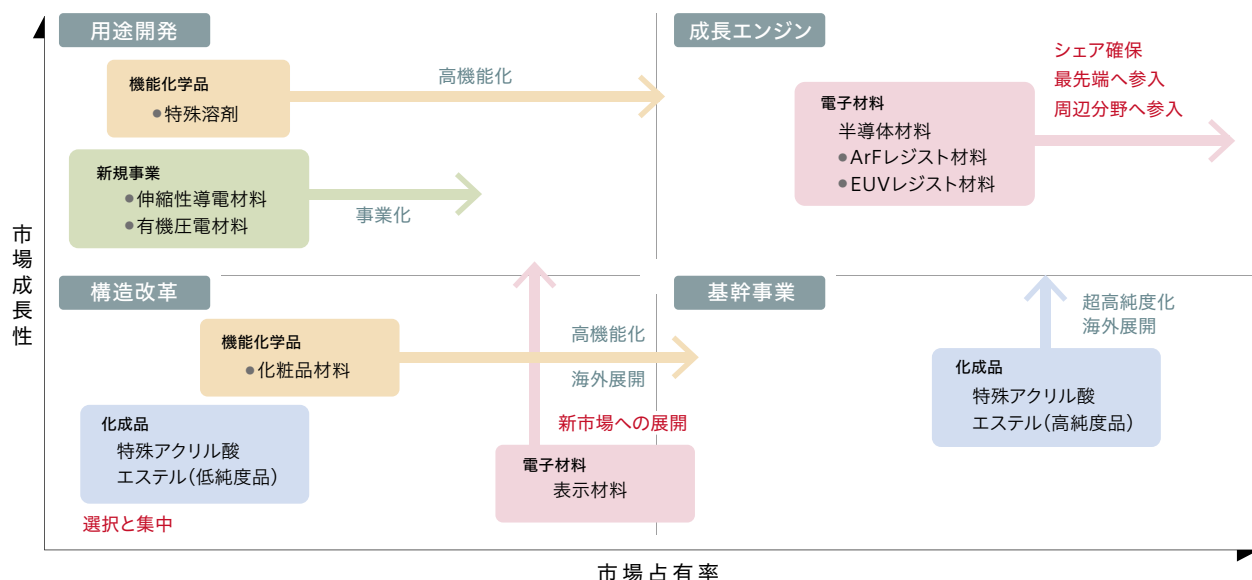 用途開発
機能化学品
●特殊溶剤
高機能化
新規事業
●伸縮性導電材料
●有機圧電材料
事業化
成長エンジン
シェア確保
最先端へ参入
周辺分野へ参入
電子材料
半導体材料
●ArFレジスト材料
●EUVレジスト材料
市場成長性
構造改革
機能化学品
●化粧品材料
高機能化
海外展開
化成品
特殊アクリル酸
エステル(低純度品)
選択と集中
新市場への展開
電子材料
表示材料
基幹事業
超高純度化
海外展開
化成品
特殊アクリル酸
エステル(高純度品)
市場占有率